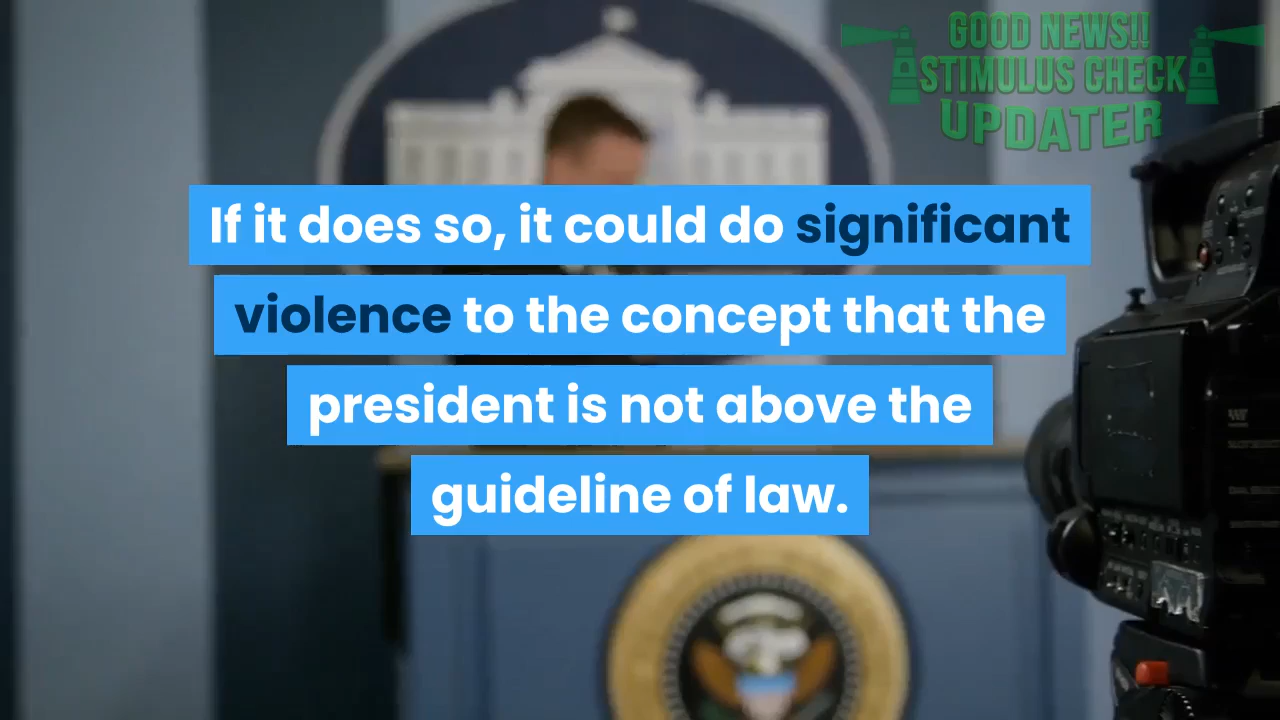 GOOD NEWS!!
STIMULUS CHECK
UPDATER
If it does so, it could do significant
violence to the concept that the
president is not above the
guideline of law.